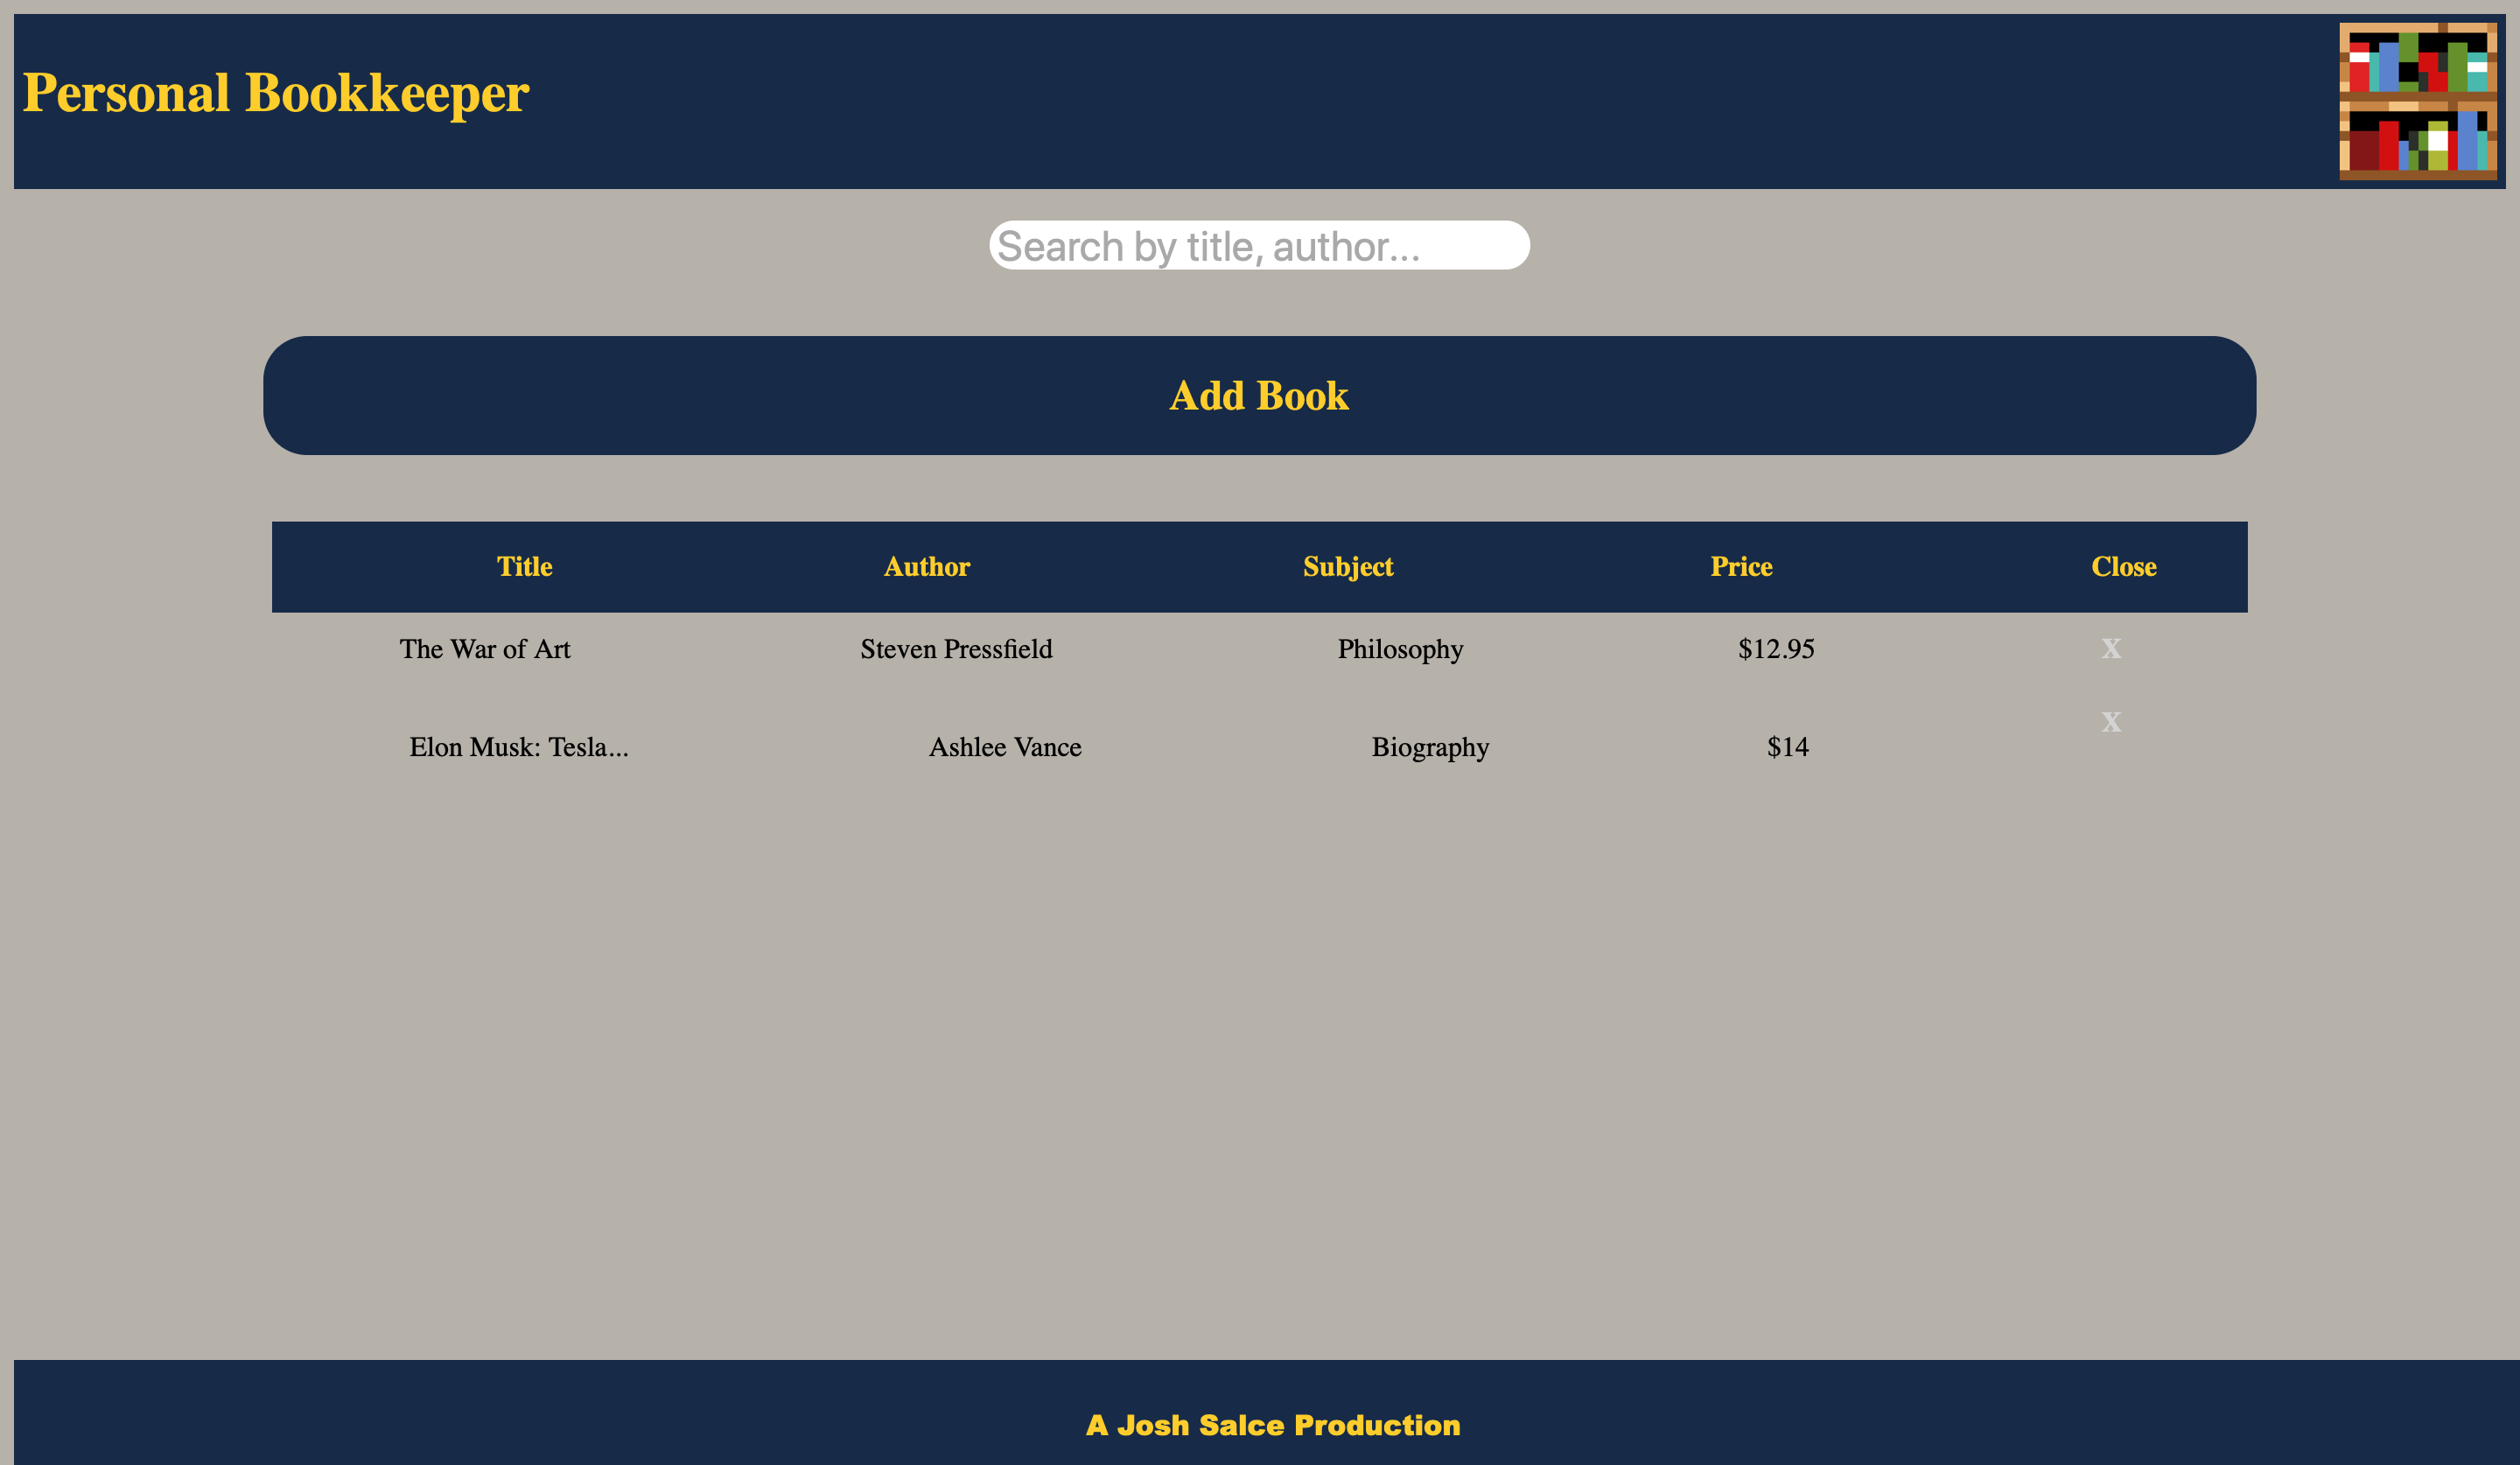 Personal Bookkeeper
Search by title, author...
Add Book
Title Author Subject Price Close
The War of Art Steven Pressfield Philosophy $12.95 x
x
Elon Musk: Tesla... Ashlee Vance Biography $14
A Josh Salce Production